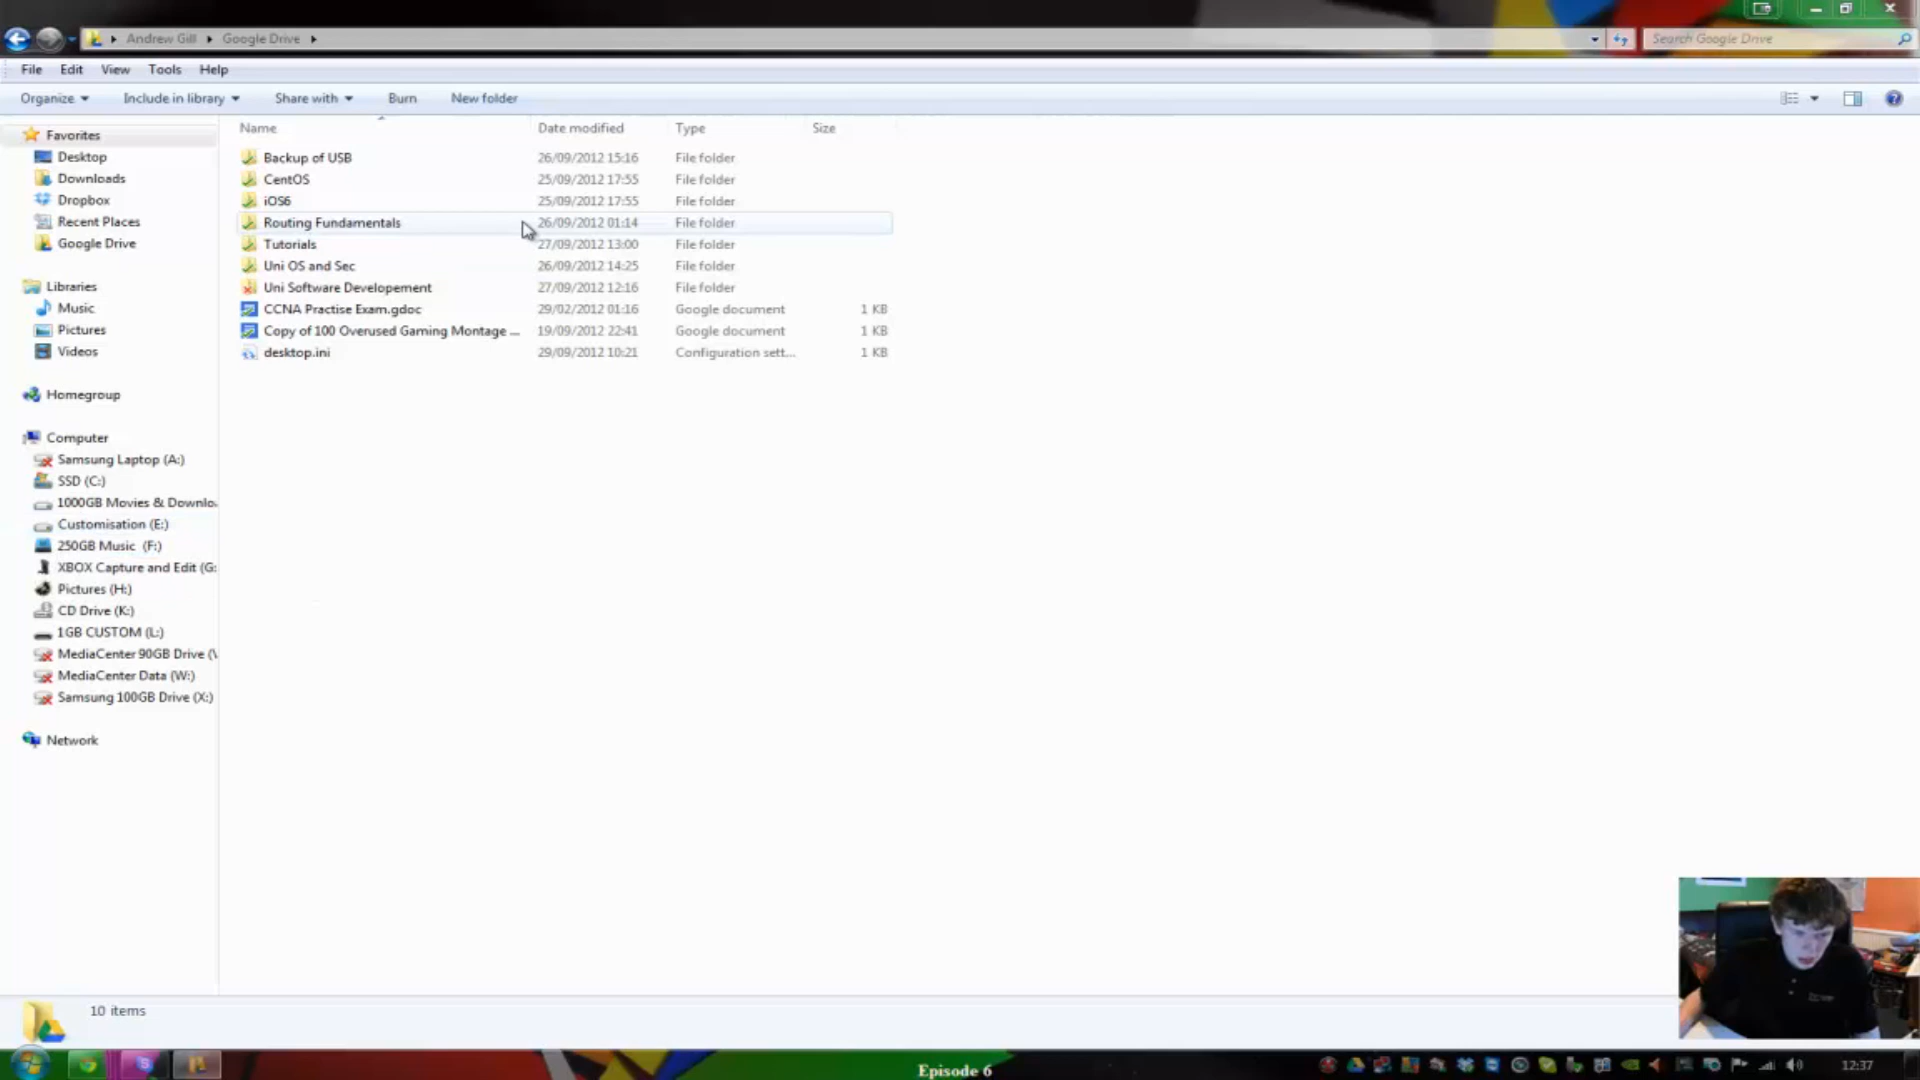 Andrew Gill Google Drive Search Google Drive
File Edit View Tools Help
Organize Include in library Share with Burn New folder
Name Date modified Type Size
Favorites
Desktop
Downloads
Dropbox
Recent Places
Google Drive
Libraries
Music
Pictures
Videos
Homegroup
Computer
Samsung Laptop (A:)
SSD (C:)
1000GB Movies & Downlo
Customisation (E:)
250GB Music (F:)
XBOX Capture and Edit (G:
Pictures (H:)
CD Drive (K:)
1GB CUSTOM (L:)
MediaCenter 90GB Drive (V
MediaCenter Data (W:)
Samsung 100GB Drive (X:)
Network
Backup of USB 26/09/2012 15:16 File folder
CentOS 25/09/2012 17:55 File folder
iOS6 25/09/2012 17:55 File folder
Routing Fundamentals 26/09/2012 01:14 File folder
Tutorials 27/09/2012 13:00 File folder
Uni OS and Sec 26/09/2012 14:25 File folder
Uni Software Developement 27/09/2012 12:16 File folder
CCNA Practise Exam.gdoc 29/02/2012 01:16 Google document 1 KB
Copy of 100 Overused Gaming Montage ... 19/09/2012 22:41 Google document 1 KB
desktop.ini 29/09/2012 10:21 Configuration sett... 1 KB
10 items
Episode 6
12:37